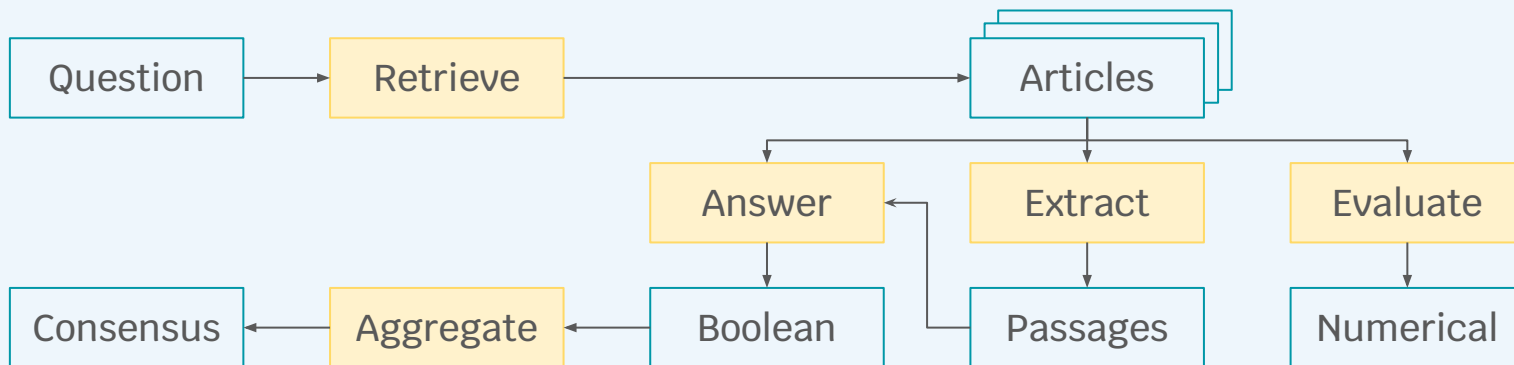 Question
Retrieve
Articles
Answer
Extract
Evaluate
Consensus
Aggregate
Boolean
Passages
Numerical